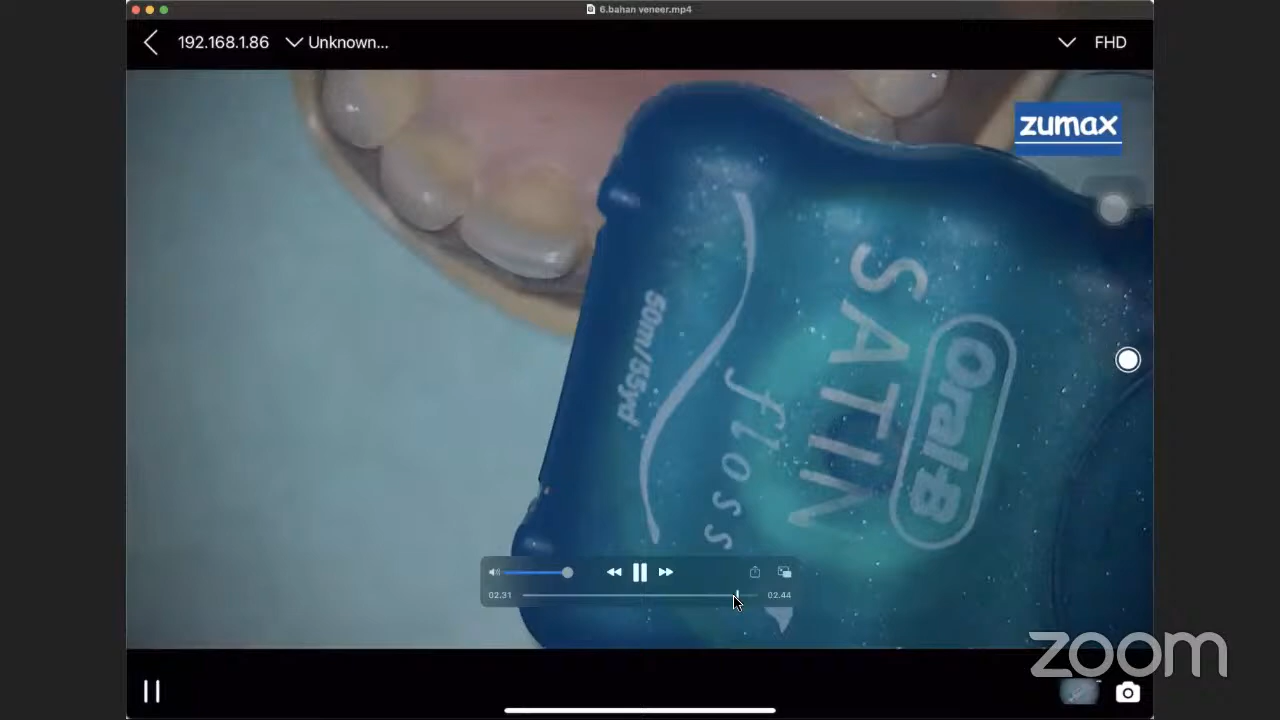 6.bahan veneer.mp4
192.168.1.86
Unknown...
FHD
zumax
Oral-B
SATIN
floss
50m/55yd
02.31
02.44
zoom